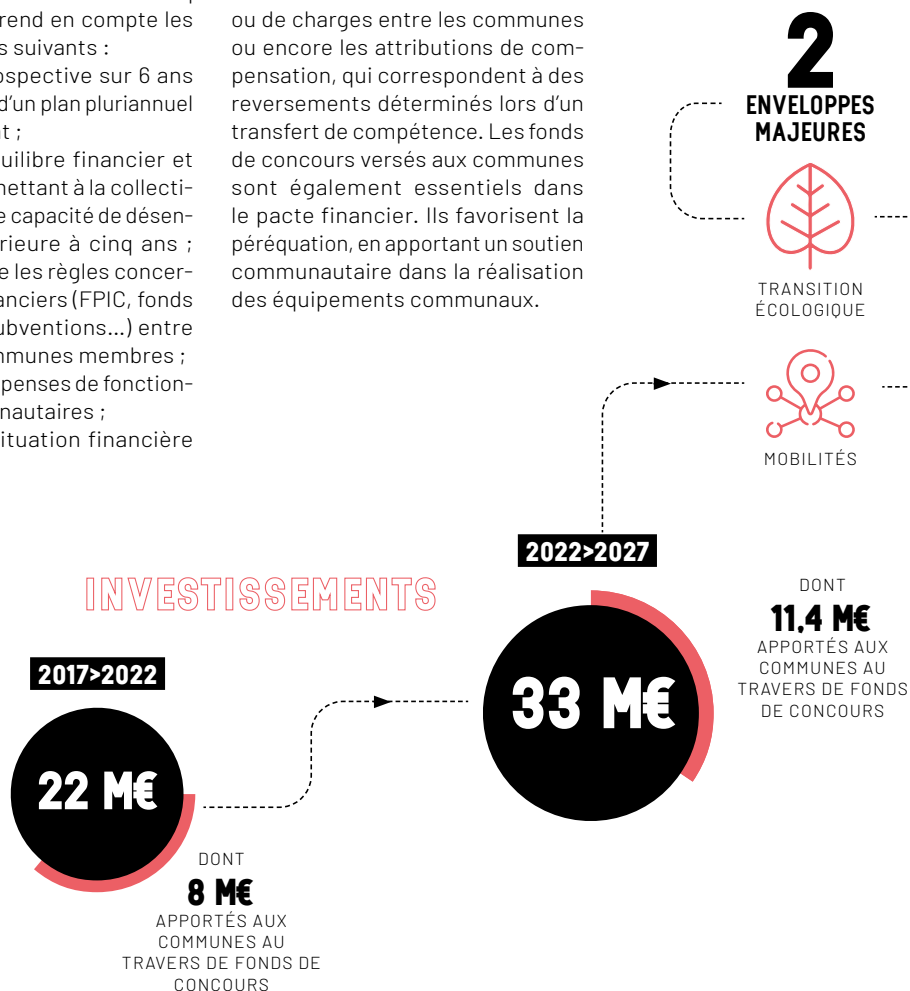 rend en compte les
s suivants :
ospective sur 6 ans
d'un plan pluriannuel
t ;
uilibre financier et
mettant à la collecti-
e capacité de désen-
rieure à cinq ans ;
e les règles concer-
anciers (FPIC, fonds
ubventions...) entre
mmunes membres ;
penses de fonction-
nautaires ;
ituation financière
ou de charges entre les communes
ou encore les attributions de com-
pensation, qui correspondent à des
reversements déterminés lors d'un
transfert de compétence. Les fonds
de concours versés aux communes
sont également essentiels dans
le pacte financier. Ils favorisent la
péréquation, en apportant un soutien
communautaire dans la réalisation
des équipements communaux.
2
ENVELOPPES
MAJEURES
TRANSITION
ÉCOLOGIQUE
MOBILITÉS
INVESTISSEMENTS
2017>2022
22 M€
DONT
8 M€
APPORTÉS AUX
COMMUNES AU
TRAVERS DE FONDS DE
CONCOURS
2022>2027
33 M€
DONT
11,4 M€
APPORTÉS AUX
COMMUNES AU
TRAVERS DE FONDS
DE CONCOURS